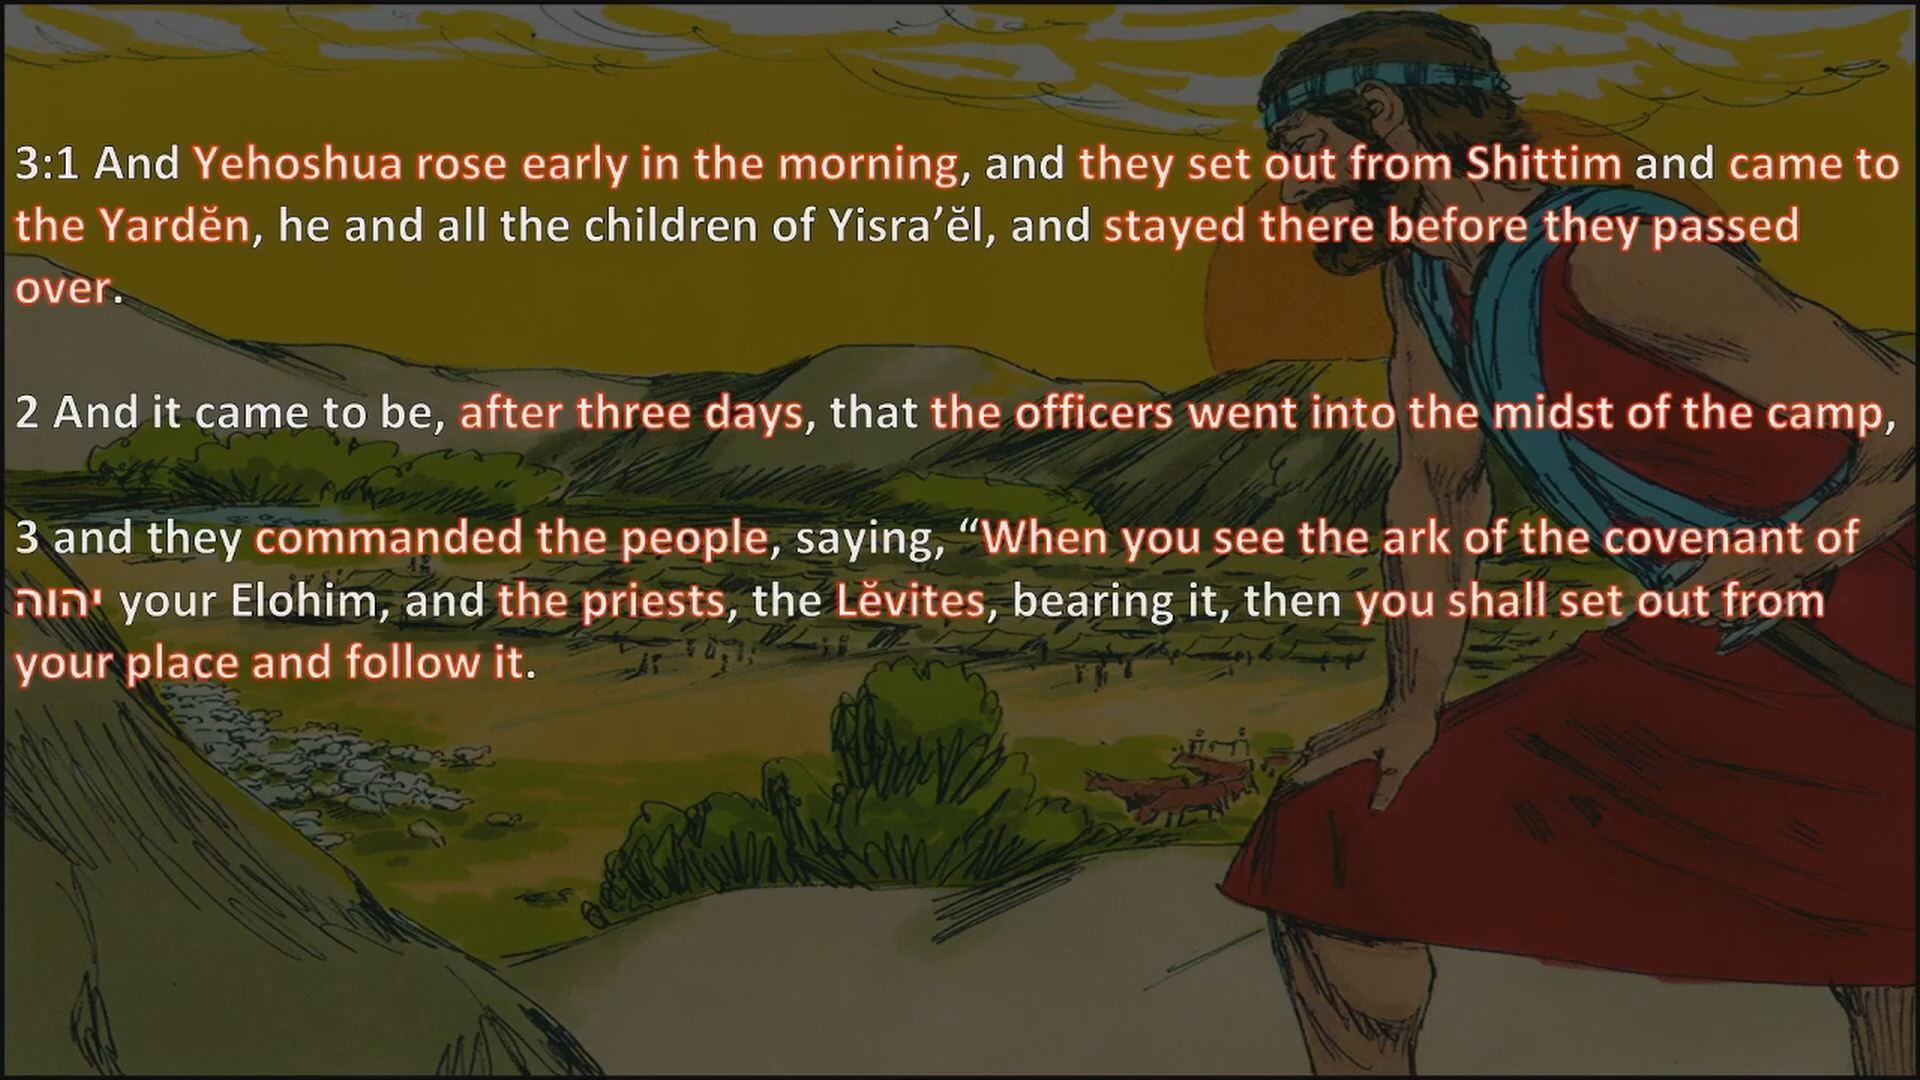 3:1 And Yehoshua rose early in the morning, and they set out from Shittim and came to
the Yardĕn, he and all the children of Yisra’ĕl, and stayed there before they passed
over.
2 And it came to be, after three days, that the officers went into the midst of the camp,
3 and they commanded the people, saying, “When you see the ark of the covenant of
יהוה your Elohim, and the priests, the Lĕvites, bearing it, then you shall set out from
your place and follow it.